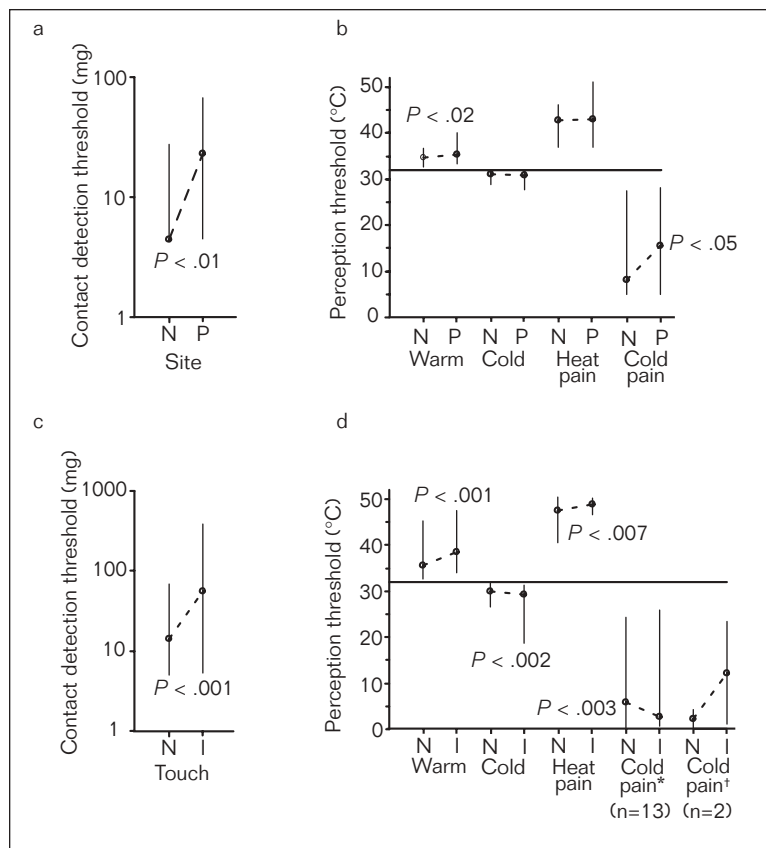 a
Contact detection threshold (mg)
100
10
1
P < .01
N P
Site
b
Perception threshold (°C)
50
40
30
20
10
0
P < .02
P < .05
N P N P N P N P
Warm Cold Heat pain Cold pain
c
Contact detection threshold (mg)
1000
100
10
1
P < .001
N I
Touch
d
Perception threshold (°C)
50
40
30
20
10
0
P < .001
P < .007
P < .002
P < .003
N I N I N I N I N I
Warm Cold Heat Cold Cold
pain pain* pain†
(n=13) (n=2)